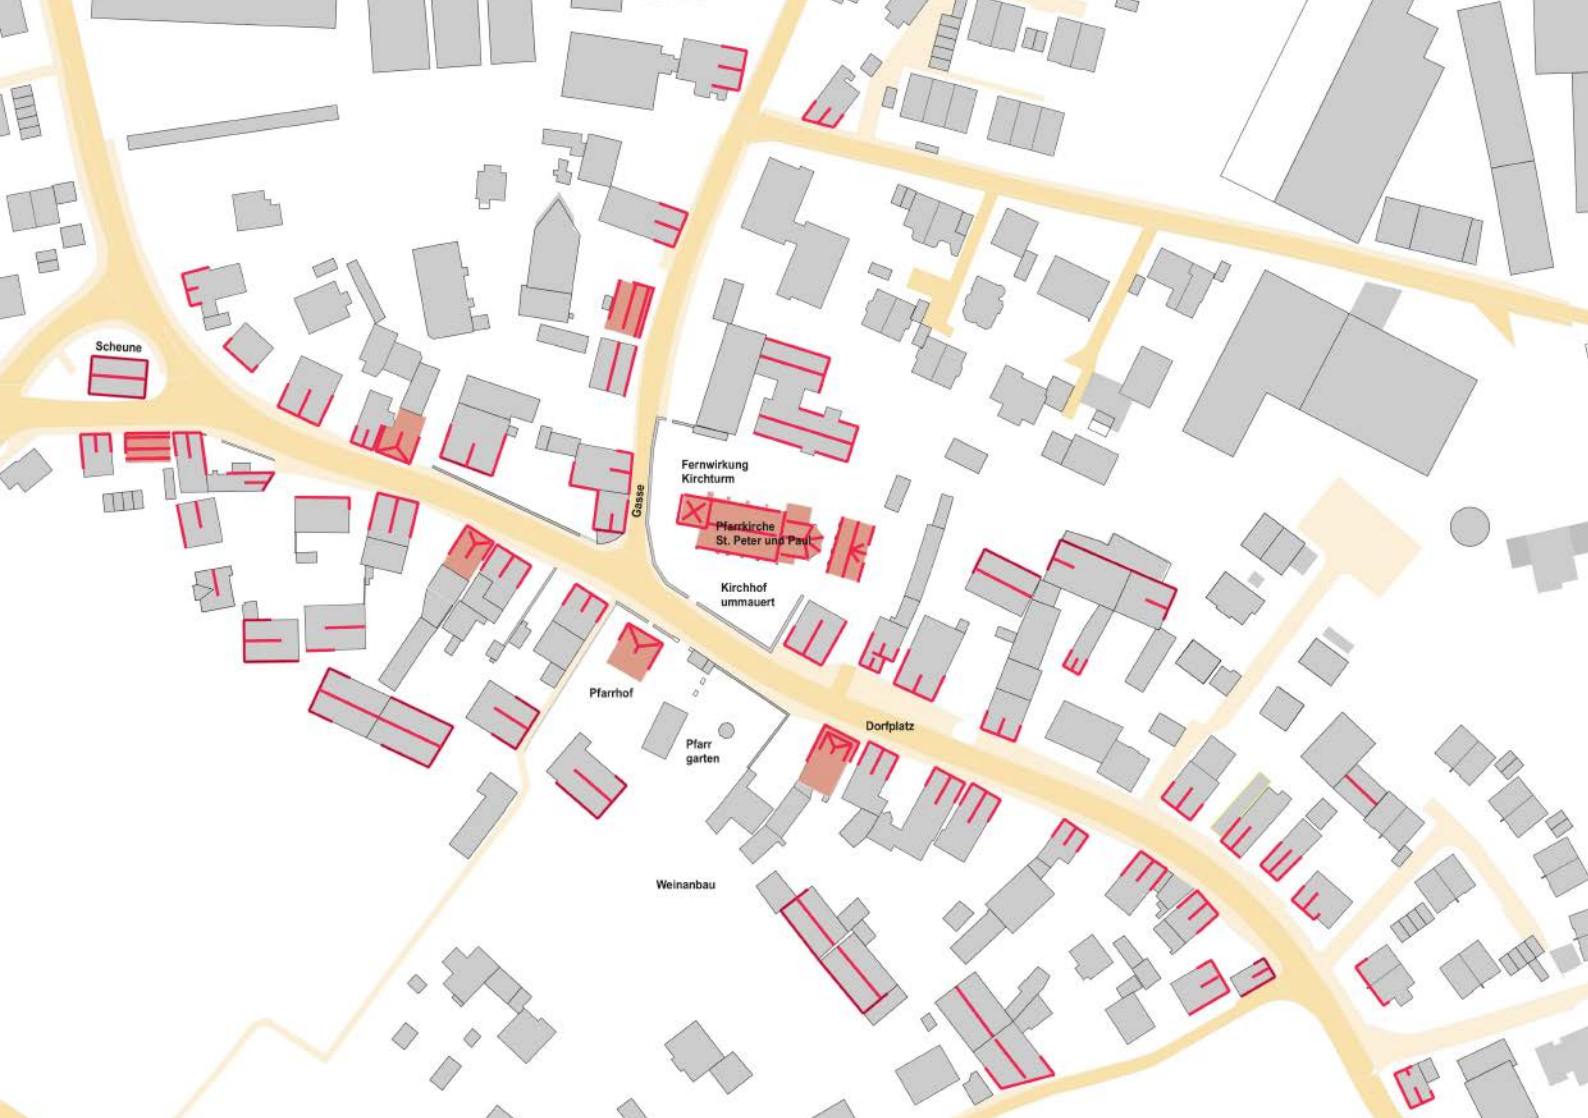 Scheune
Fernwirkung
Kirchturm
Gasse
Pfarrkirche
St. Peter und Paul
Kirchhof
ummauert
Pfarrhof
Dorfplatz
Pfarr
garten
Weinanbau